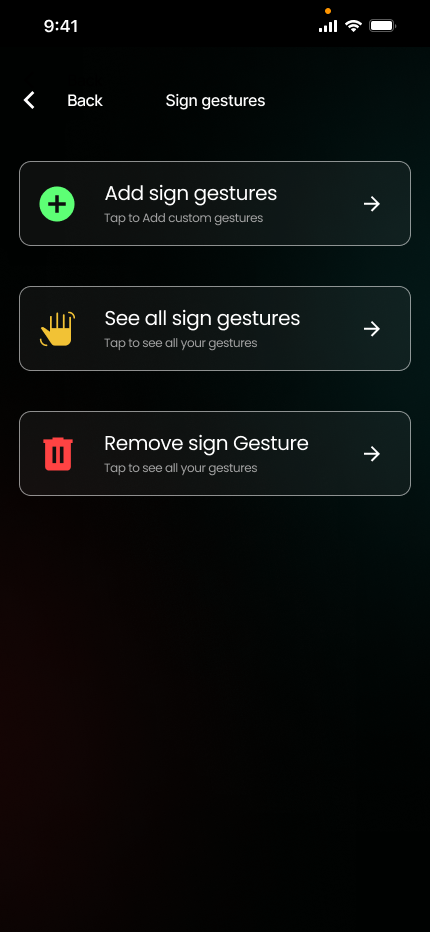 9:41
Back Sign gestures
Add sign gestures
Tap to Add custom gestures
See all sign gestures
Tap to see all your gestures
Remove sign Gesture
Tap to see all your gestures